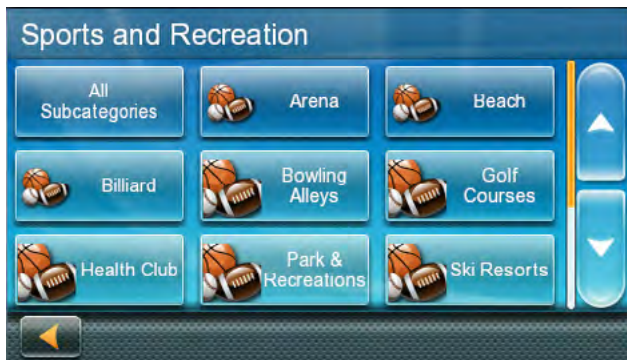 Sports and Recreation
All
Subcategories
Arena
Beach
Billiard
Bowling
Alleys
Golf
Courses
Health Club
Park &
Recreations
Ski Resorts